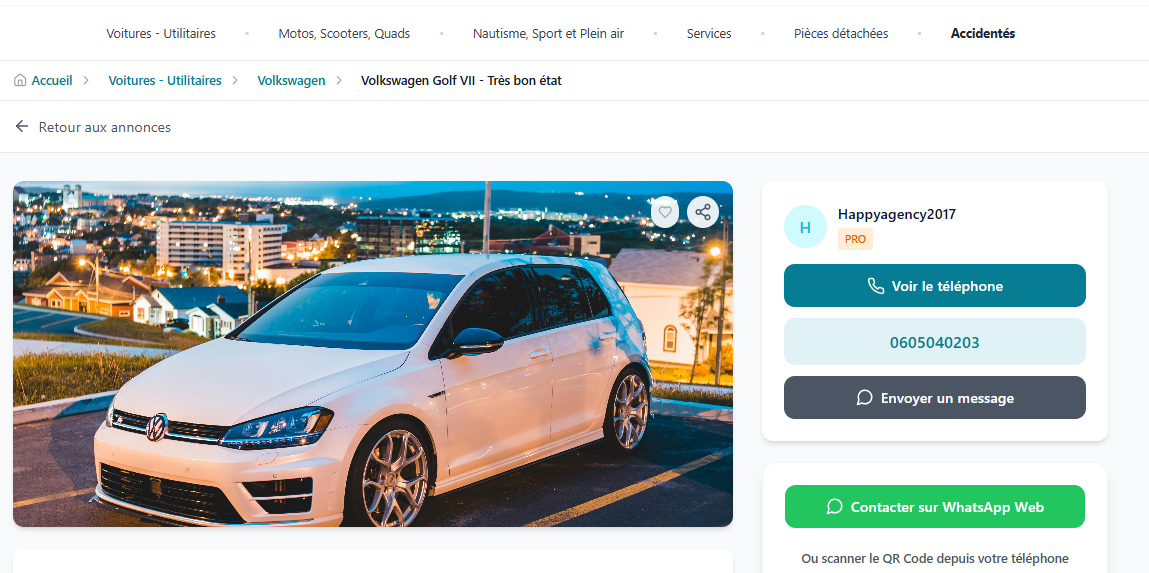 Voitures - Utilitaires • Motos, Scooters, Quads • Nautisme, Sport et Plein air • Services • Pièces détachées • Accidentés
Accueil > Voitures - Utilitaires > Volkswagen > Volkswagen Golf VII - Très bon état
← Retour aux annonces
H
Happyagency2017
PRO
Voir le téléphone
0605040203
Envoyer un message
Contacter sur WhatsApp Web
Ou scanner le QR Code depuis votre téléphone